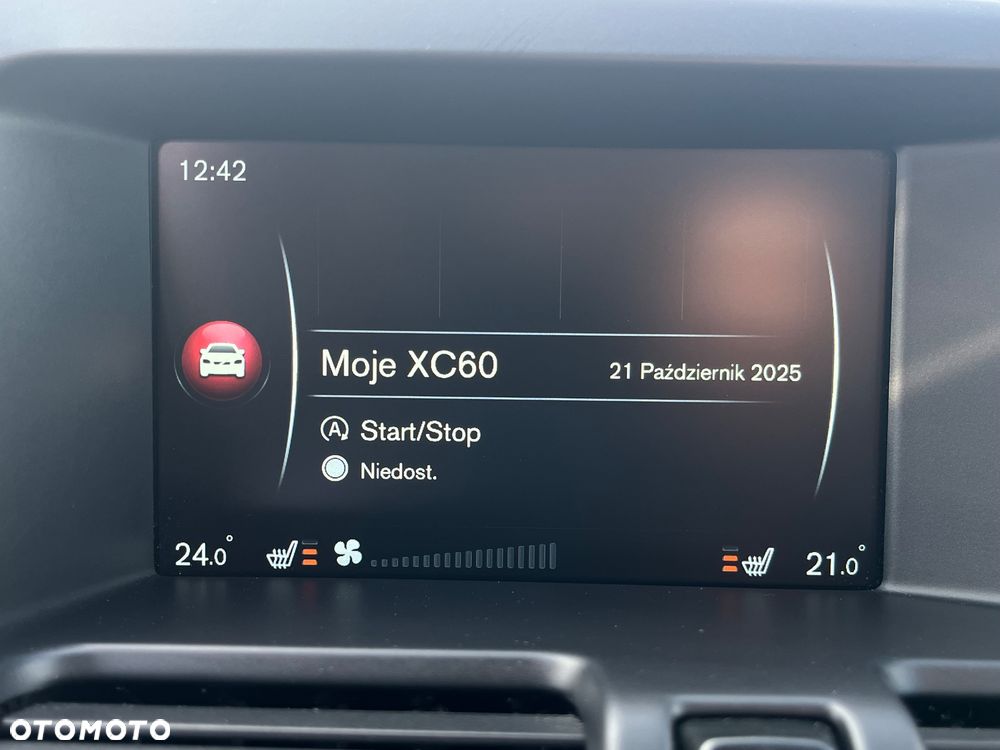 12:42
Moje XC60
21 Październik 2025
A Start/Stop
Niedost.
24.0°
21.0°
OTOMOTO